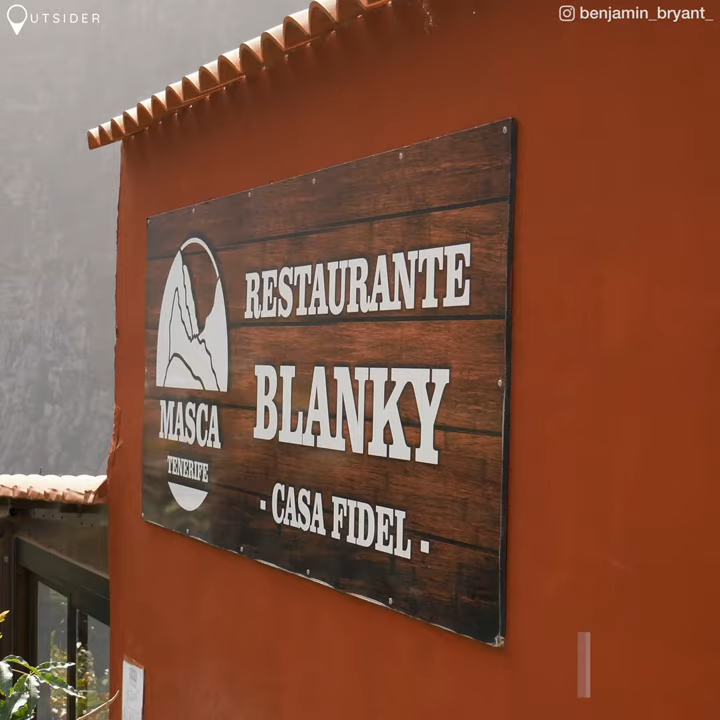 OUTSIDER
benjamin_bryant_
RESTAURANTE
BLANKY
· CASA FIDEL ·
MASCA
TENERIFE